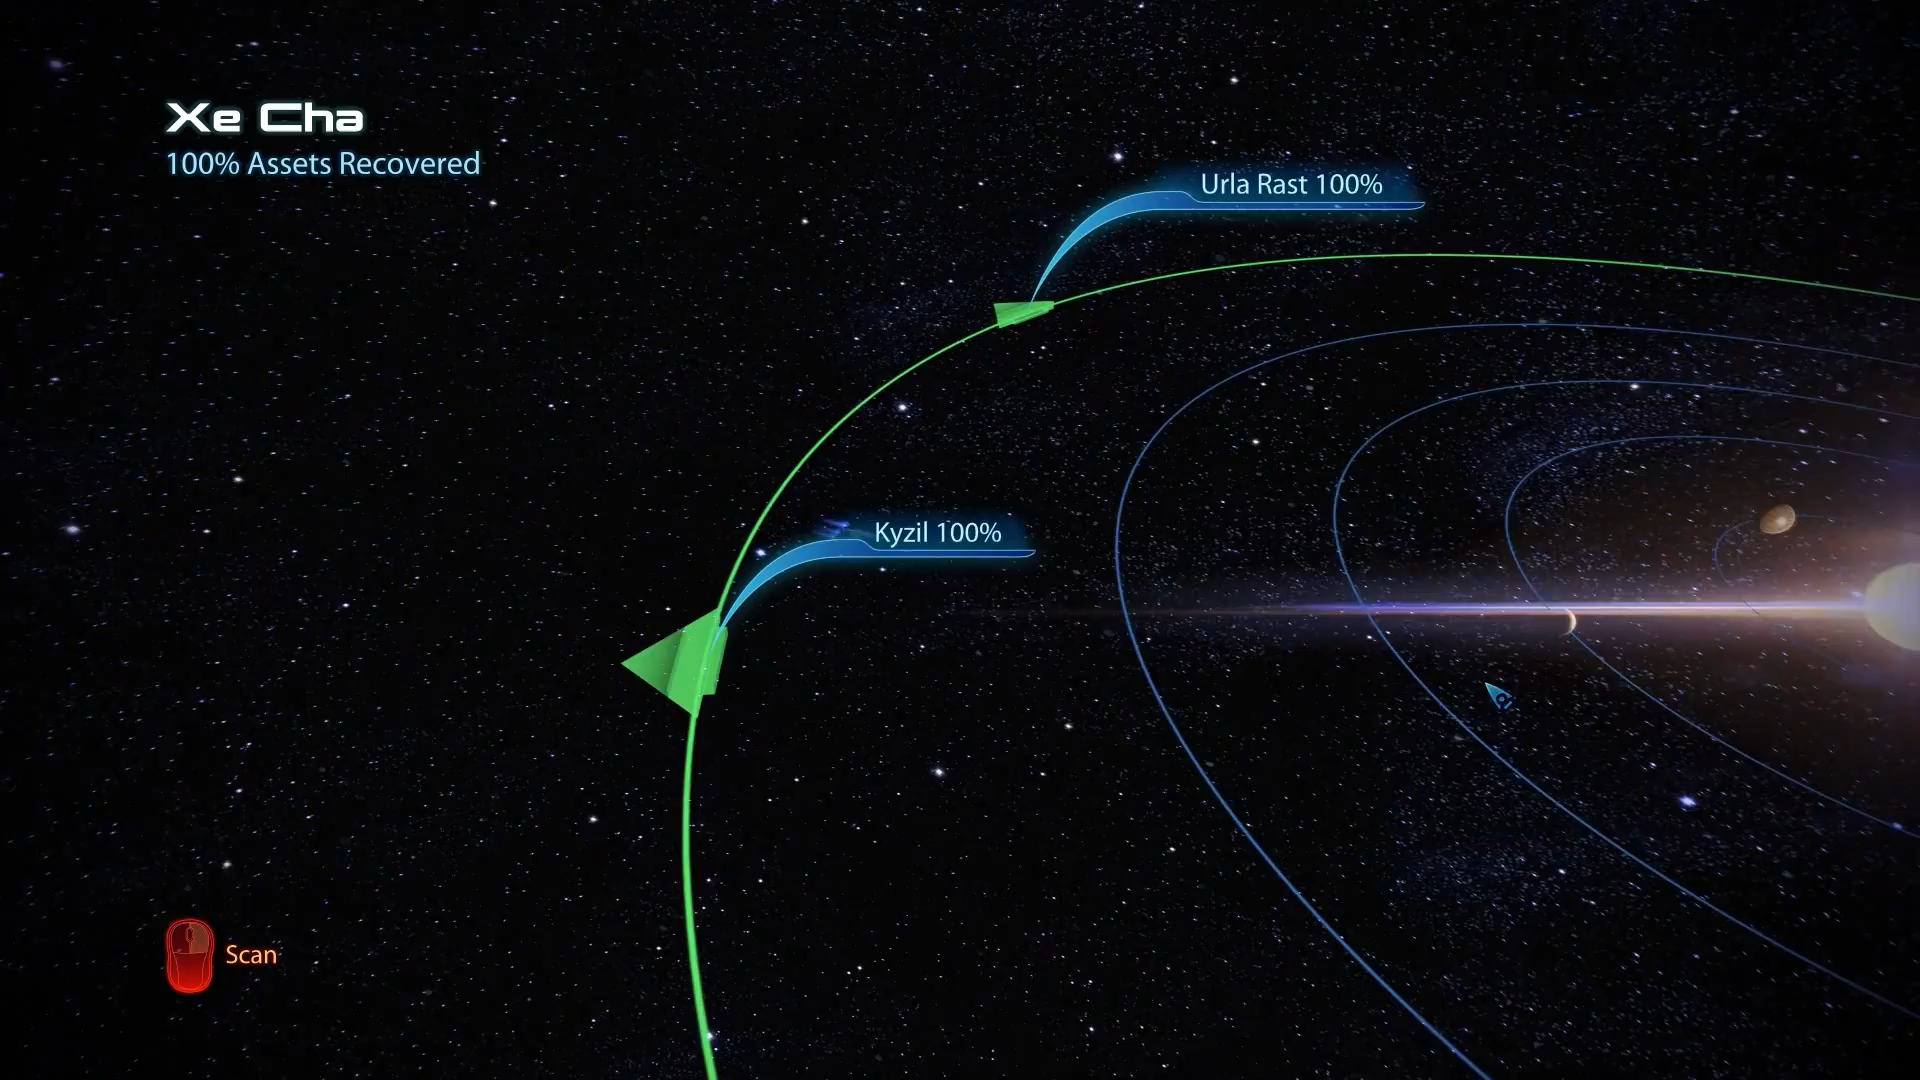 Xe Cha
100% Assets Recovered
Urla Rast 100%
Kyzil 100%
Scan